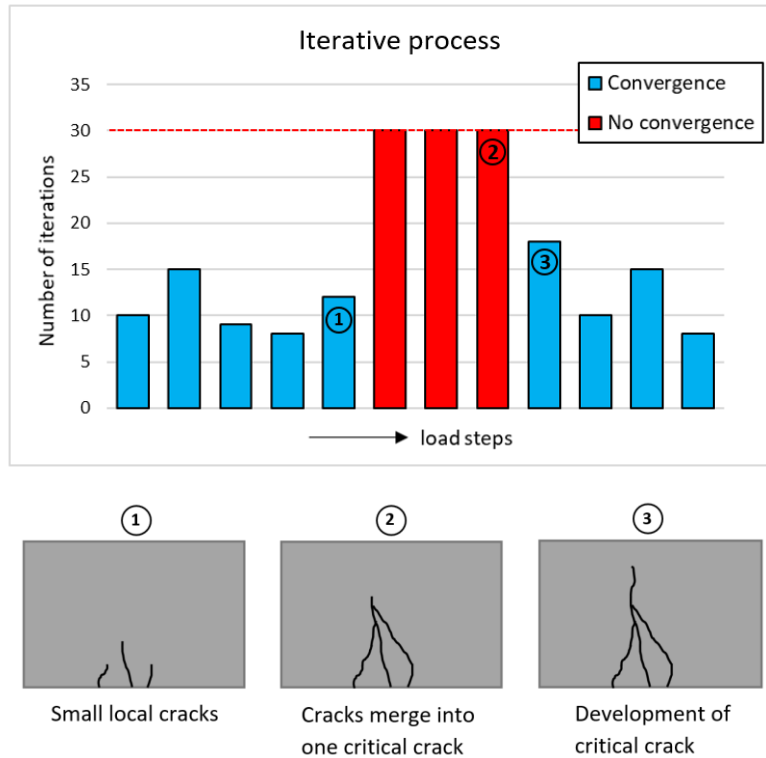 Iterative process
Convergence
No convergence
Number of iterations
35
30
25
20
15
10
5
0
1
2
3
load steps
1
2
3
Small local cracks
Cracks merge into
one critical crack
Development of
critical crack